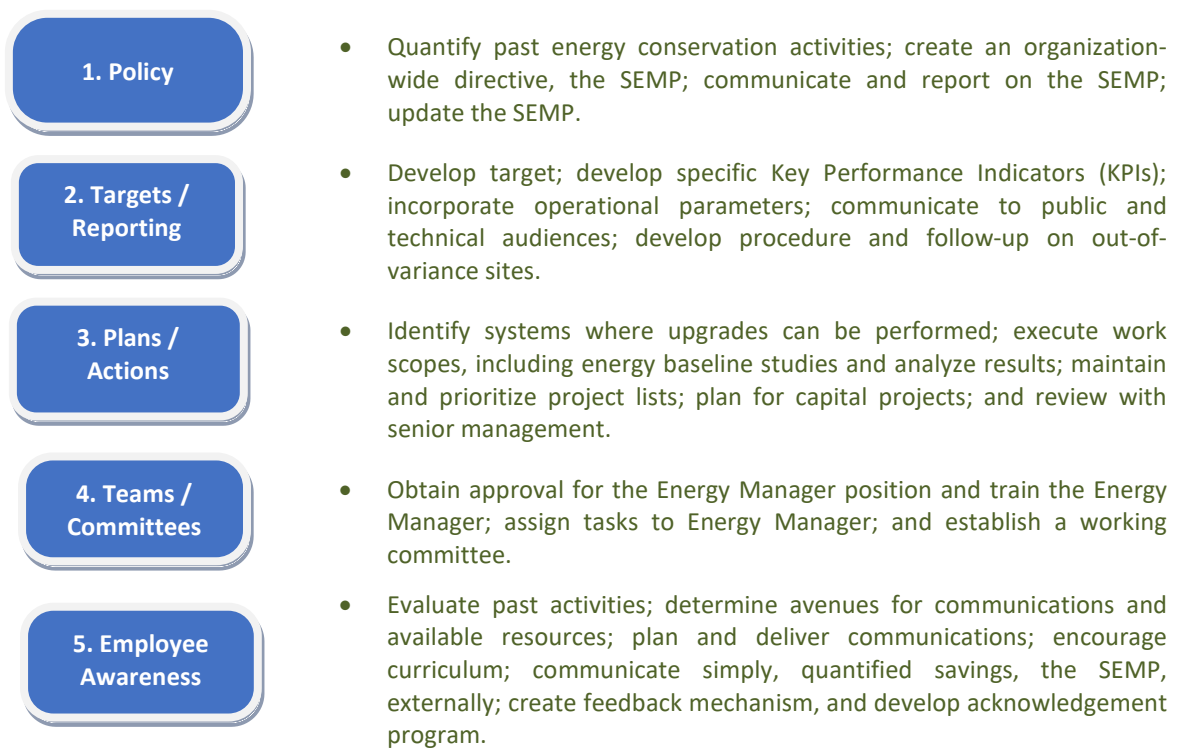 1. Policy
• Quantify past energy conservation activities; create an organization-
wide directive, the SEMP; communicate and report on the SEMP;
update the SEMP.
2. Targets /
Reporting
• Develop target; develop specific Key Performance Indicators (KPIs);
incorporate operational parameters; communicate to public and
technical audiences; develop procedure and follow-up on out-of-
variance sites.
3. Plans /
Actions
• Identify systems where upgrades can be performed; execute work
scopes, including energy baseline studies and analyze results; maintain
and prioritize project lists; plan for capital projects; and review with
senior management.
4. Teams /
Committees
• Obtain approval for the Energy Manager position and train the Energy
Manager; assign tasks to Energy Manager; and establish a working
committee.
5. Employee
Awareness
• Evaluate past activities; determine avenues for communications and
available resources; plan and deliver communications; encourage
curriculum; communicate simply, quantified savings, the SEMP,
externally; create feedback mechanism, and develop acknowledgement
program.